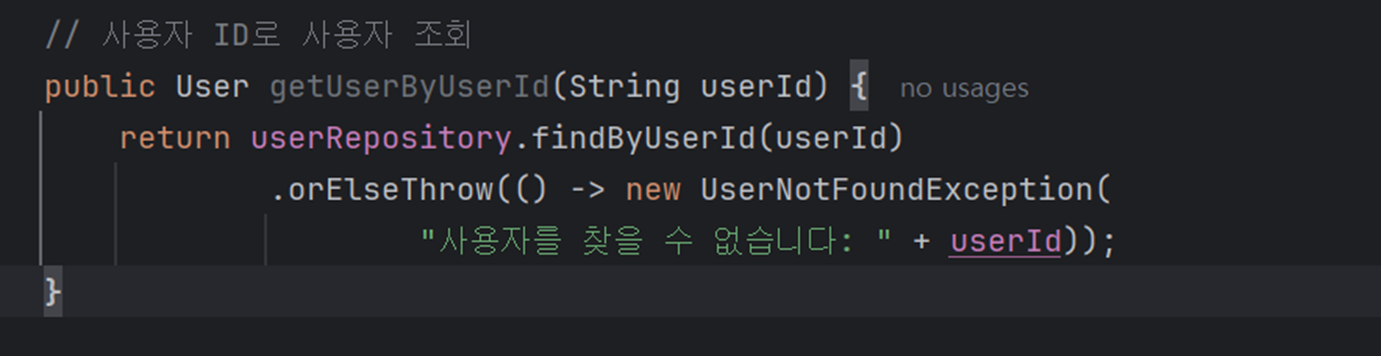 // 사용자 ID로 사용자 조회
public User getUserByUserId(String userId) { no usages
return userRepository.findByUserId(userId)
.orElseThrow(() -> new UserNotFoundException(
"사용자를 찾을 수 없습니다: " + userId));
}